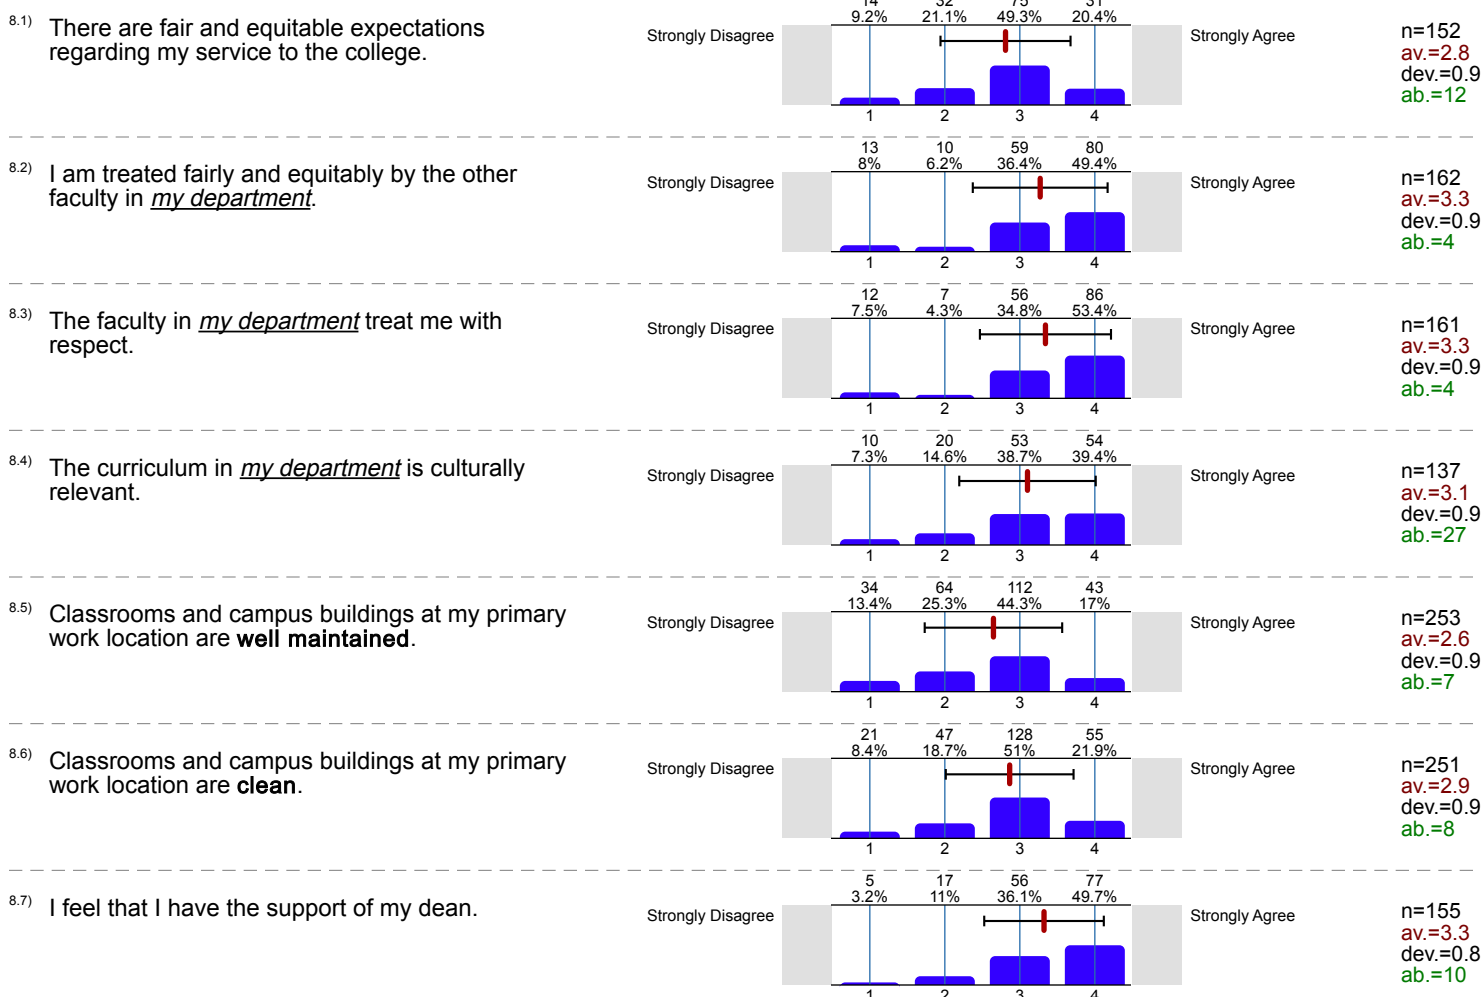 14 32 75 31
9.2% 21.1% 49.3% 20.4%
8.1) There are fair and equitable expectations
regarding my service to the college.
Strongly Disagree
Strongly Agree
n=152
av.=2.8
dev.=0.9
ab.=12
1 2 3 4
13 10 59 80
8% 6.2% 36.4% 49.4%
8.2) I am treated fairly and equitably by the other
faculty in my department.
Strongly Disagree
Strongly Agree
n=162
av.=3.3
dev.=0.9
ab.=4
1 2 3 4
12 7 56 86
7.5% 4.3% 34.8% 53.4%
8.3) The faculty in my department treat me with
respect.
Strongly Disagree
Strongly Agree
n=161
av.=3.3
dev.=0.9
ab.=4
1 2 3 4
10 20 53 54
7.3% 14.6% 38.7% 39.4%
8.4) The curriculum in my department is culturally
relevant.
Strongly Disagree
Strongly Agree
n=137
av.=3.1
dev.=0.9
ab.=27
1 2 3 4
34 64 112 43
13.4% 25.3% 44.3% 17%
8.5) Classrooms and campus buildings at my primary
work location are well maintained.
Strongly Disagree
Strongly Agree
n=253
av.=2.6
dev.=0.9
ab.=7
1 2 3 4
21 47 128 55
8.4% 18.7% 51% 21.9%
8.6) Classrooms and campus buildings at my primary
work location are clean.
Strongly Disagree
Strongly Agree
n=251
av.=2.9
dev.=0.9
ab.=8
1 2 3 4
5 17 56 77
3.2% 11% 36.1% 49.7%
8.7) I feel that I have the support of my dean.
Strongly Disagree
Strongly Agree
n=155
av.=3.3
dev.=0.8
ab.=10
1 2 3 4